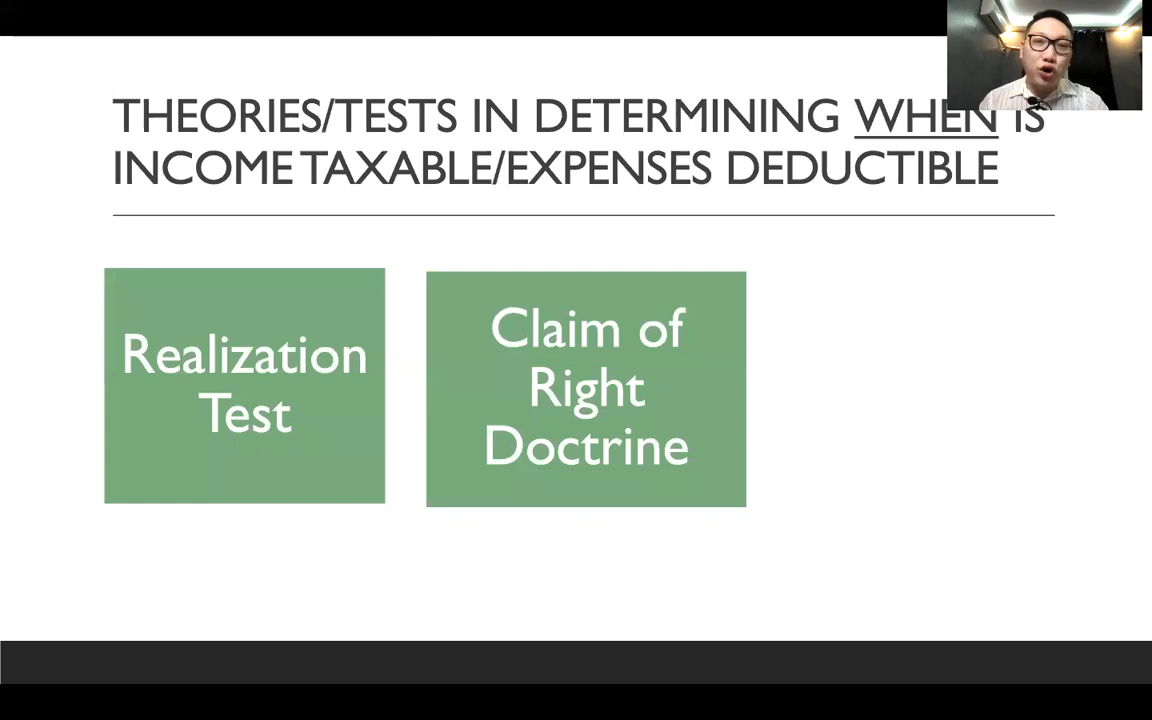 THEORIES/TESTS IN DETERMINING WHEN IS
INCOME TAXABLE/EXPENSES DEDUCTIBLE
Realization
Test
Claim of
Right
Doctrine